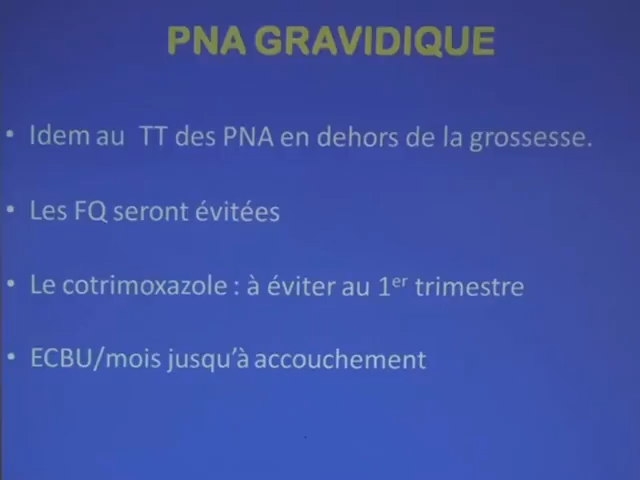 PNA GRAVIDIQUE
• Idem au TT des PNA en dehors de la grossesse.
• Les FQ seront évitées
• Le cotrimoxazole : à éviter au 1er trimestre
• ECBU/mois jusqu'à accouchement